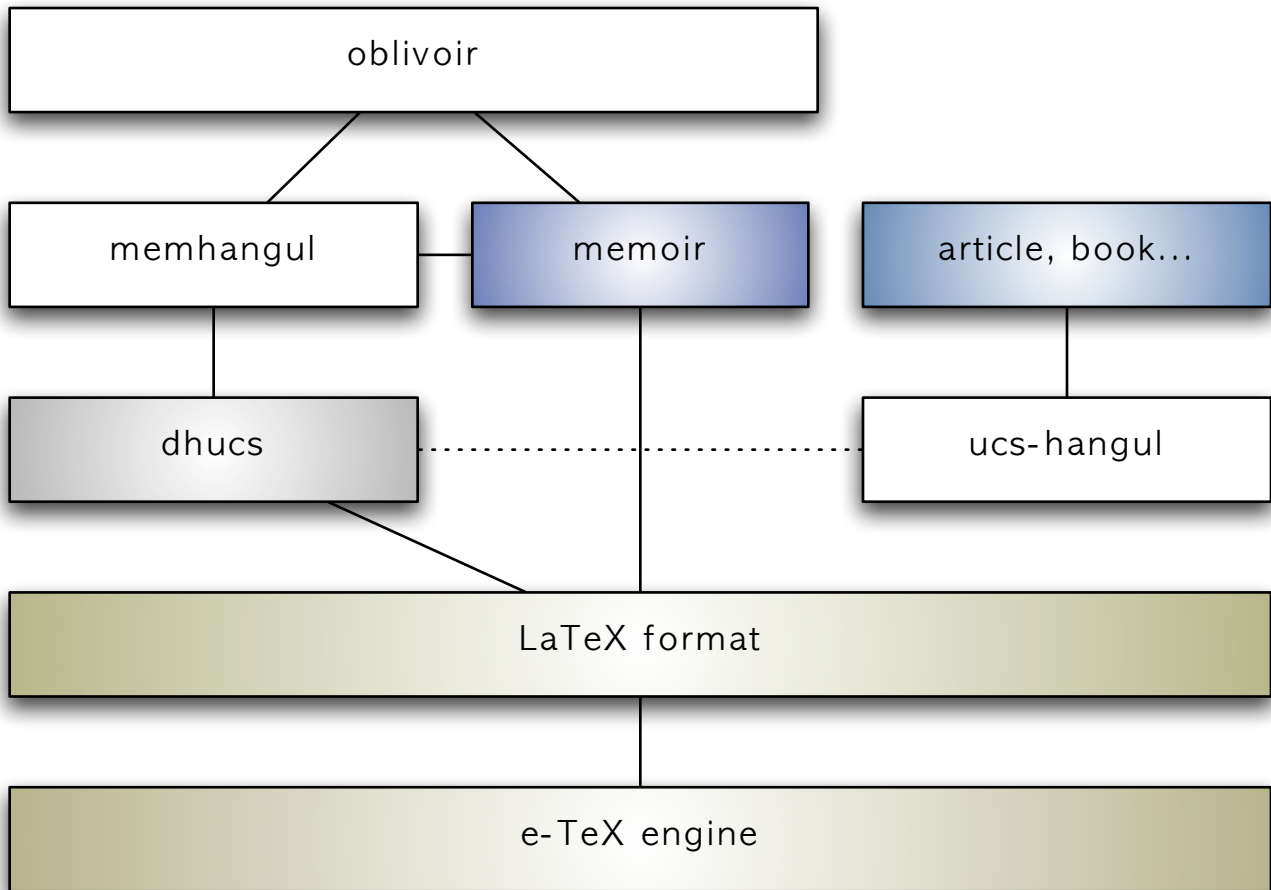 oblivoir
memhangul
memoir
article, book...
dhucs
ucs-hangul
LaTeX format
e-TeX engine